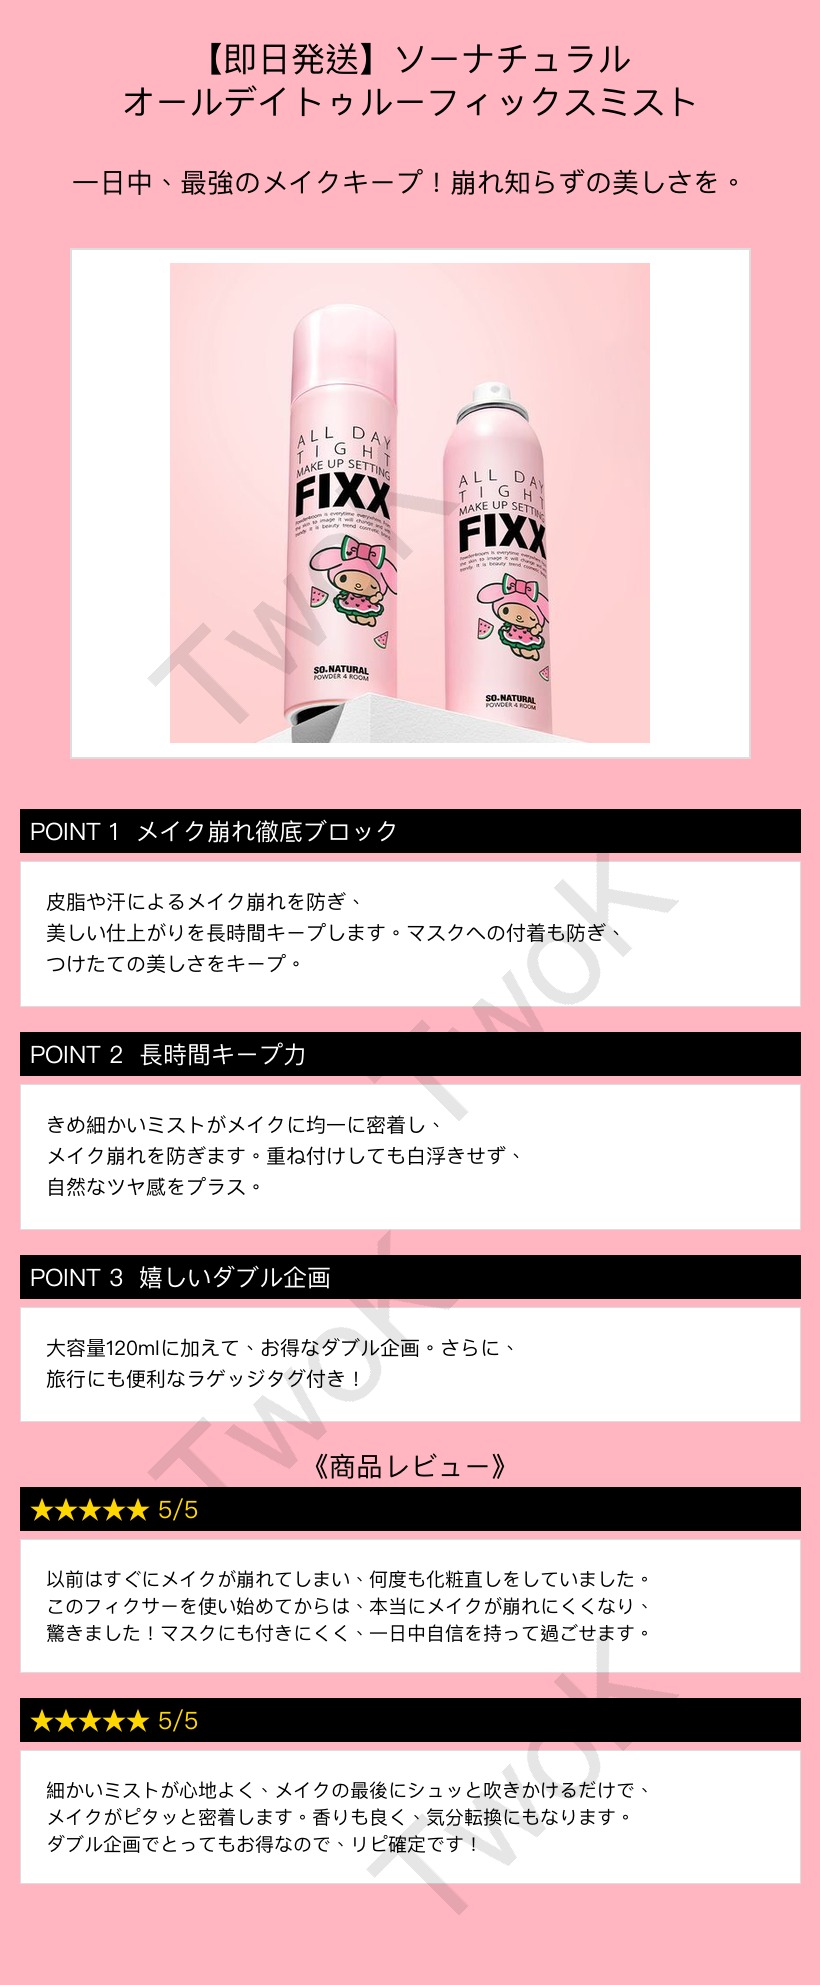 【即日発送】ソーナチュラル
オールデイトゥルーフィックスミスト
一日中、最強のメイクキープ！崩れ知らずの美しさを。
ALL DAY
TIGHT
MAKE UP SETTING
FIXX
SO.NATURAL
POWDER 4 ROOM
ALL DAY
TIGHT
MAKE UP SETTING
FIXX
SO.NATURAL
POWDER 4 ROOM
TwoK
POINT 1 メイク崩れ徹底ブロック
皮脂や汗によるメイク崩れを防ぎ、
美しい仕上がりを長時間キープします。マスクへの付着も防ぎ、
つけたての美しさをキープ。
TwoK
POINT 2 長時間キープ力
きめ細かいミストがメイクに均一に密着し、
メイク崩れを防ぎます。重ね付けしても白浮きせず、
自然なツヤ感をプラス。
POINT 3 嬉しいダブル企画
大容量120mlに加えて、お得なダブル企画。さらに、
旅行にも便利なラゲッジタグ付き！
TwoK
《商品レビュー》
★★★★★ 5/5
以前はすぐにメイクが崩れてしまい、何度も化粧直しをしていました。
このフィクサーを使い始めてからは、本当にメイクが崩れにくくなり、
驚きました！マスクにも付きにくく、一日中自信を持って過ごせます。
★★★★★ 5/5
細かいミストが心地よく、メイクの最後にシュッと吹きかけるだけで、
メイクがピタッと密着します。香りも良く、気分転換にもなります。
ダブル企画でとってもお得なので、リピ確定です！
TwoK